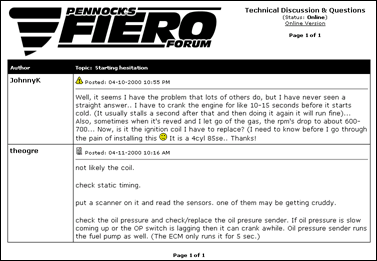 PENNOCK'S
FIERO
FORUM
Technical Discussion & Questions
(Status: Online)
Online Version
Page 1 of 1
Author
Topic: Starting hesitation
JohnnyK
Posted: 04-10-2000 10:55 PM
Well, it seems I have the problem that lots of others do, but I have never seen a
straight answer.. I have to crank the engine for like 10-15 seconds before it starts
cold. (It usually stalls a second after that and then doing it again it will run fine)...
Also, sometimes when it's reved and I let go of the gas, the rpm's drop to about 600-
700... Now, is it the ignition coil I have to replace? (I need to know before I go through
the pain of installing this It is a 4cyl 85se.. Thanks!
theogre
Posted: 04-11-2000 10:16 AM
not likely the coil.
check static timing.
put a scanner on it and read the sensors. one of them may be getting cruddy.
check the oil pressure and check/replace the oil pressure sender. If oil pressure is slow
coming up or the OP switch is lagging then it can crank awhile. Oil pressure sender runs
the fuel pump as well. (The ECM only runs it for 5 sec.)
Page 1 of 1